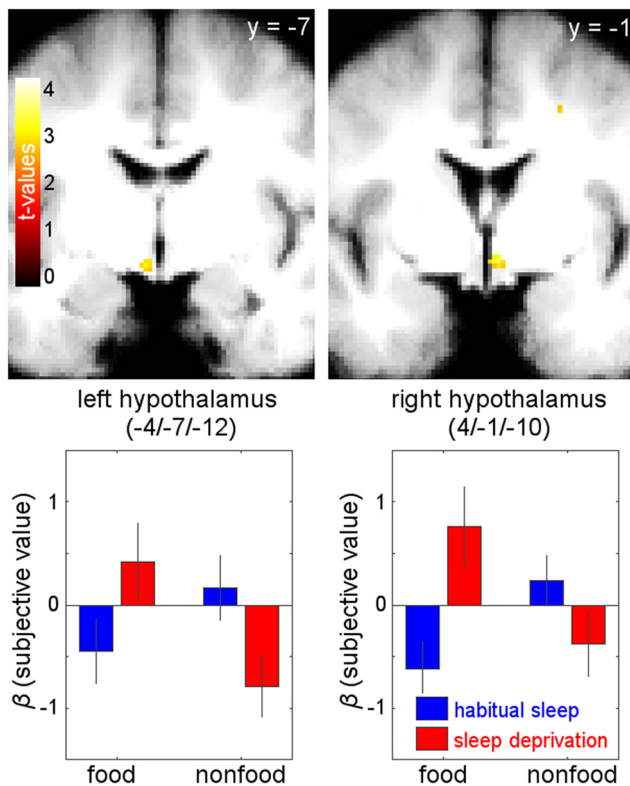 y = -7
y = -1
4
3
2
1
0
t-values
left hypothalamus
(-4/-7/-12)
right hypothalamus
(4/-1/-10)
β (subjective value)
1
0
-1
food
nonfood
β (subjective value)
1
0
-1
habitual sleep
sleep deprivation
food
nonfood